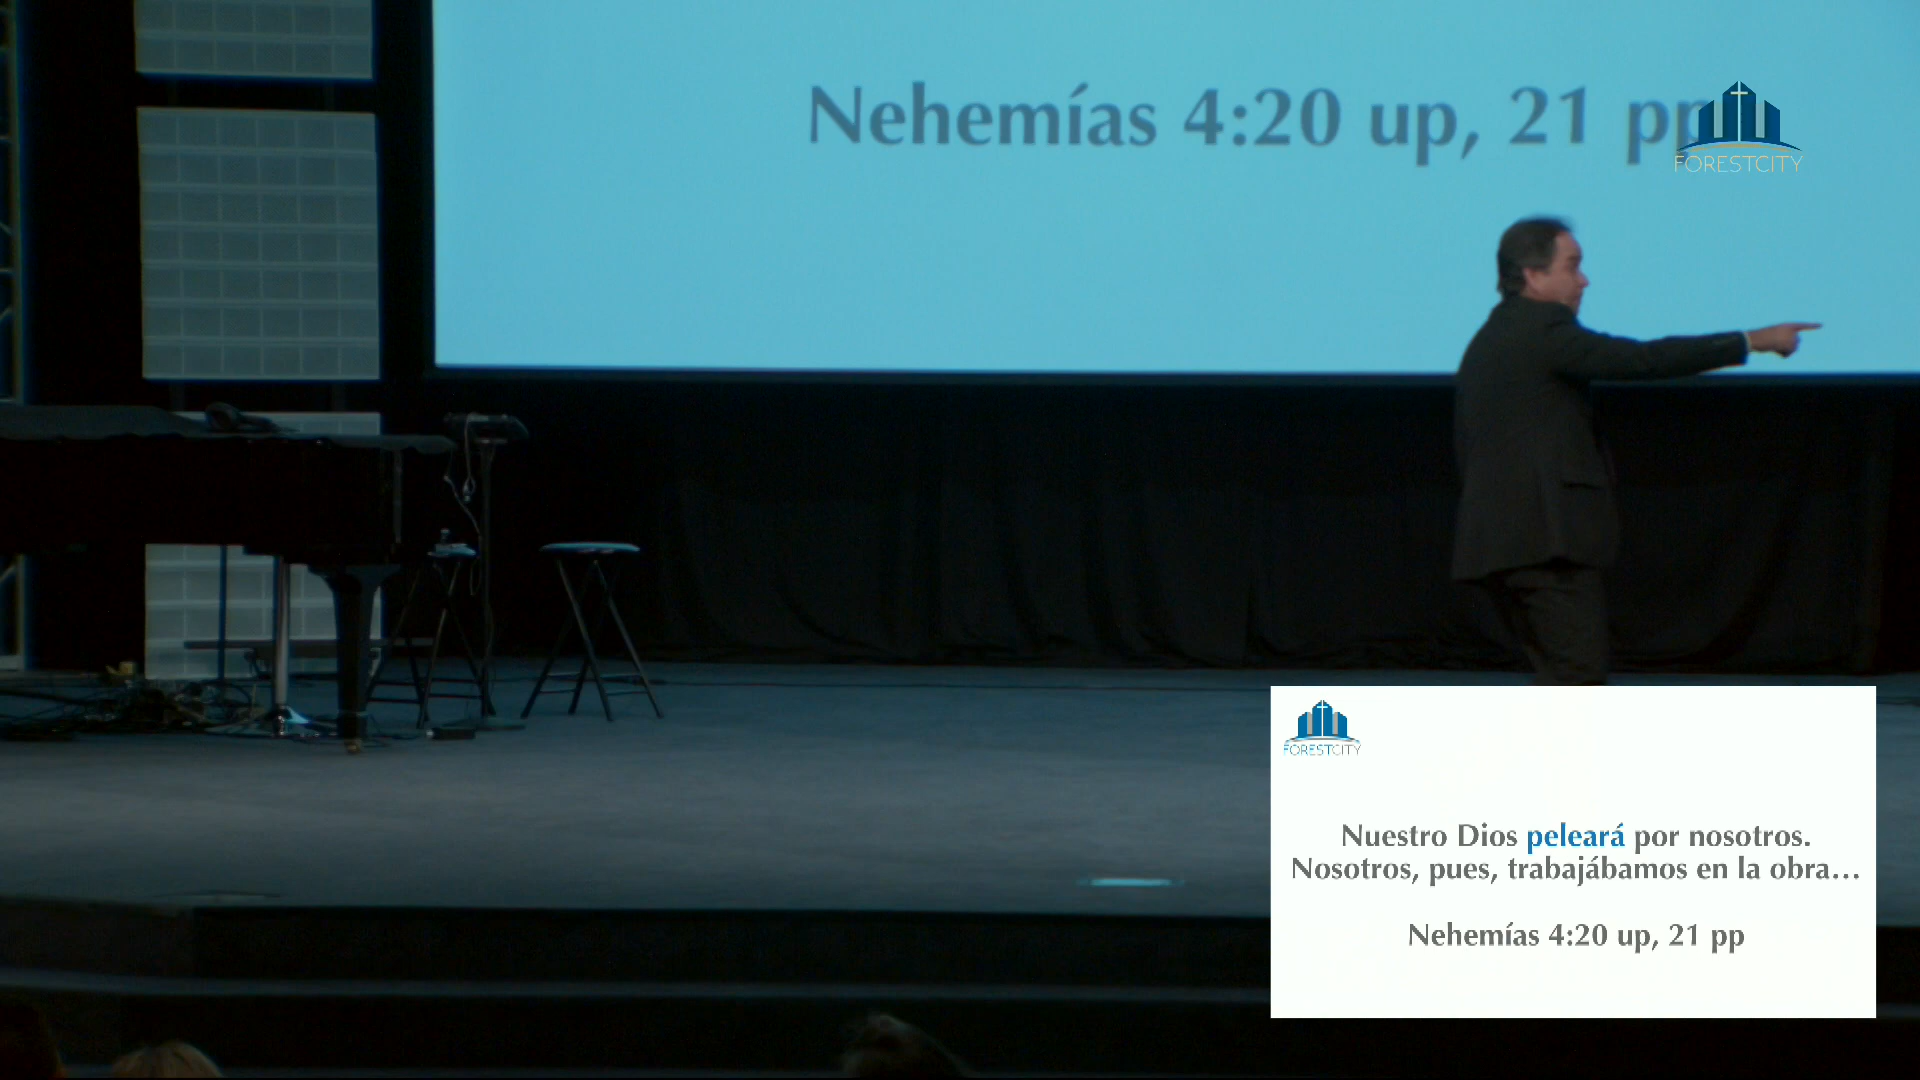 Nehemías 4:20 up, 21 pp
FORESTCITY
FORESTCITY
Nuestro Dios peleará por nosotros.
Nosotros, pues, trabajábamos en la obra…
Nehemías 4:20 up, 21 pp